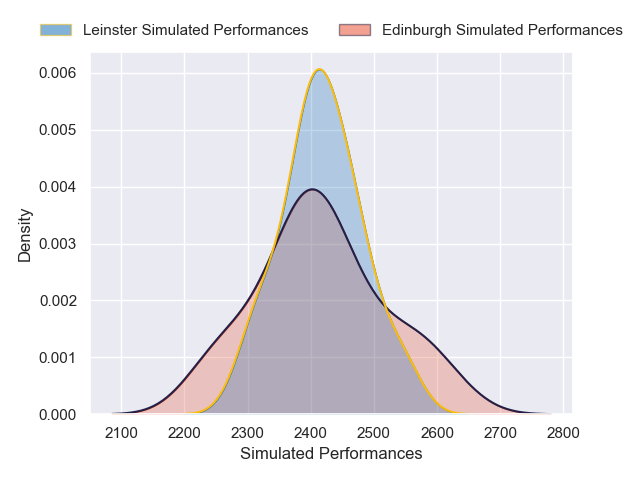 Leinster Simulated Performances Edinburgh Simulated Performances
0.006
0.005
0.004
0.003
0.002
0.001
0.000
Density
2100 2200 2300 2400 2500 2600 2700 2800
Simulated Performances